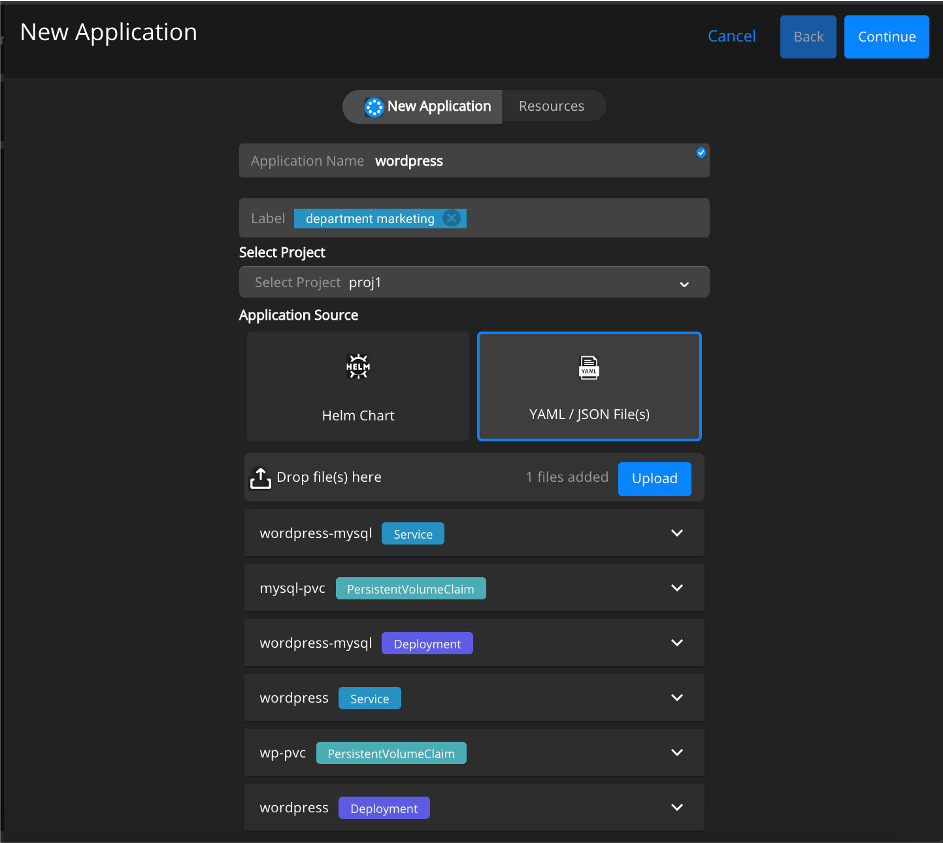 New Application
Cancel Back Continue
New Application Resources
Application Name wordpress
Label department marketing
Select Project
Select Project proj1
Application Source
HELM YAML
Helm Chart YAML / JSON File(s)
Drop file(s) here 1 files added Upload
wordpress-mysql Service
mysql-pvc PersistentVolumeClaim
wordpress-mysql Deployment
wordpress Service
wp-pvc PersistentVolumeClaim
wordpress Deployment